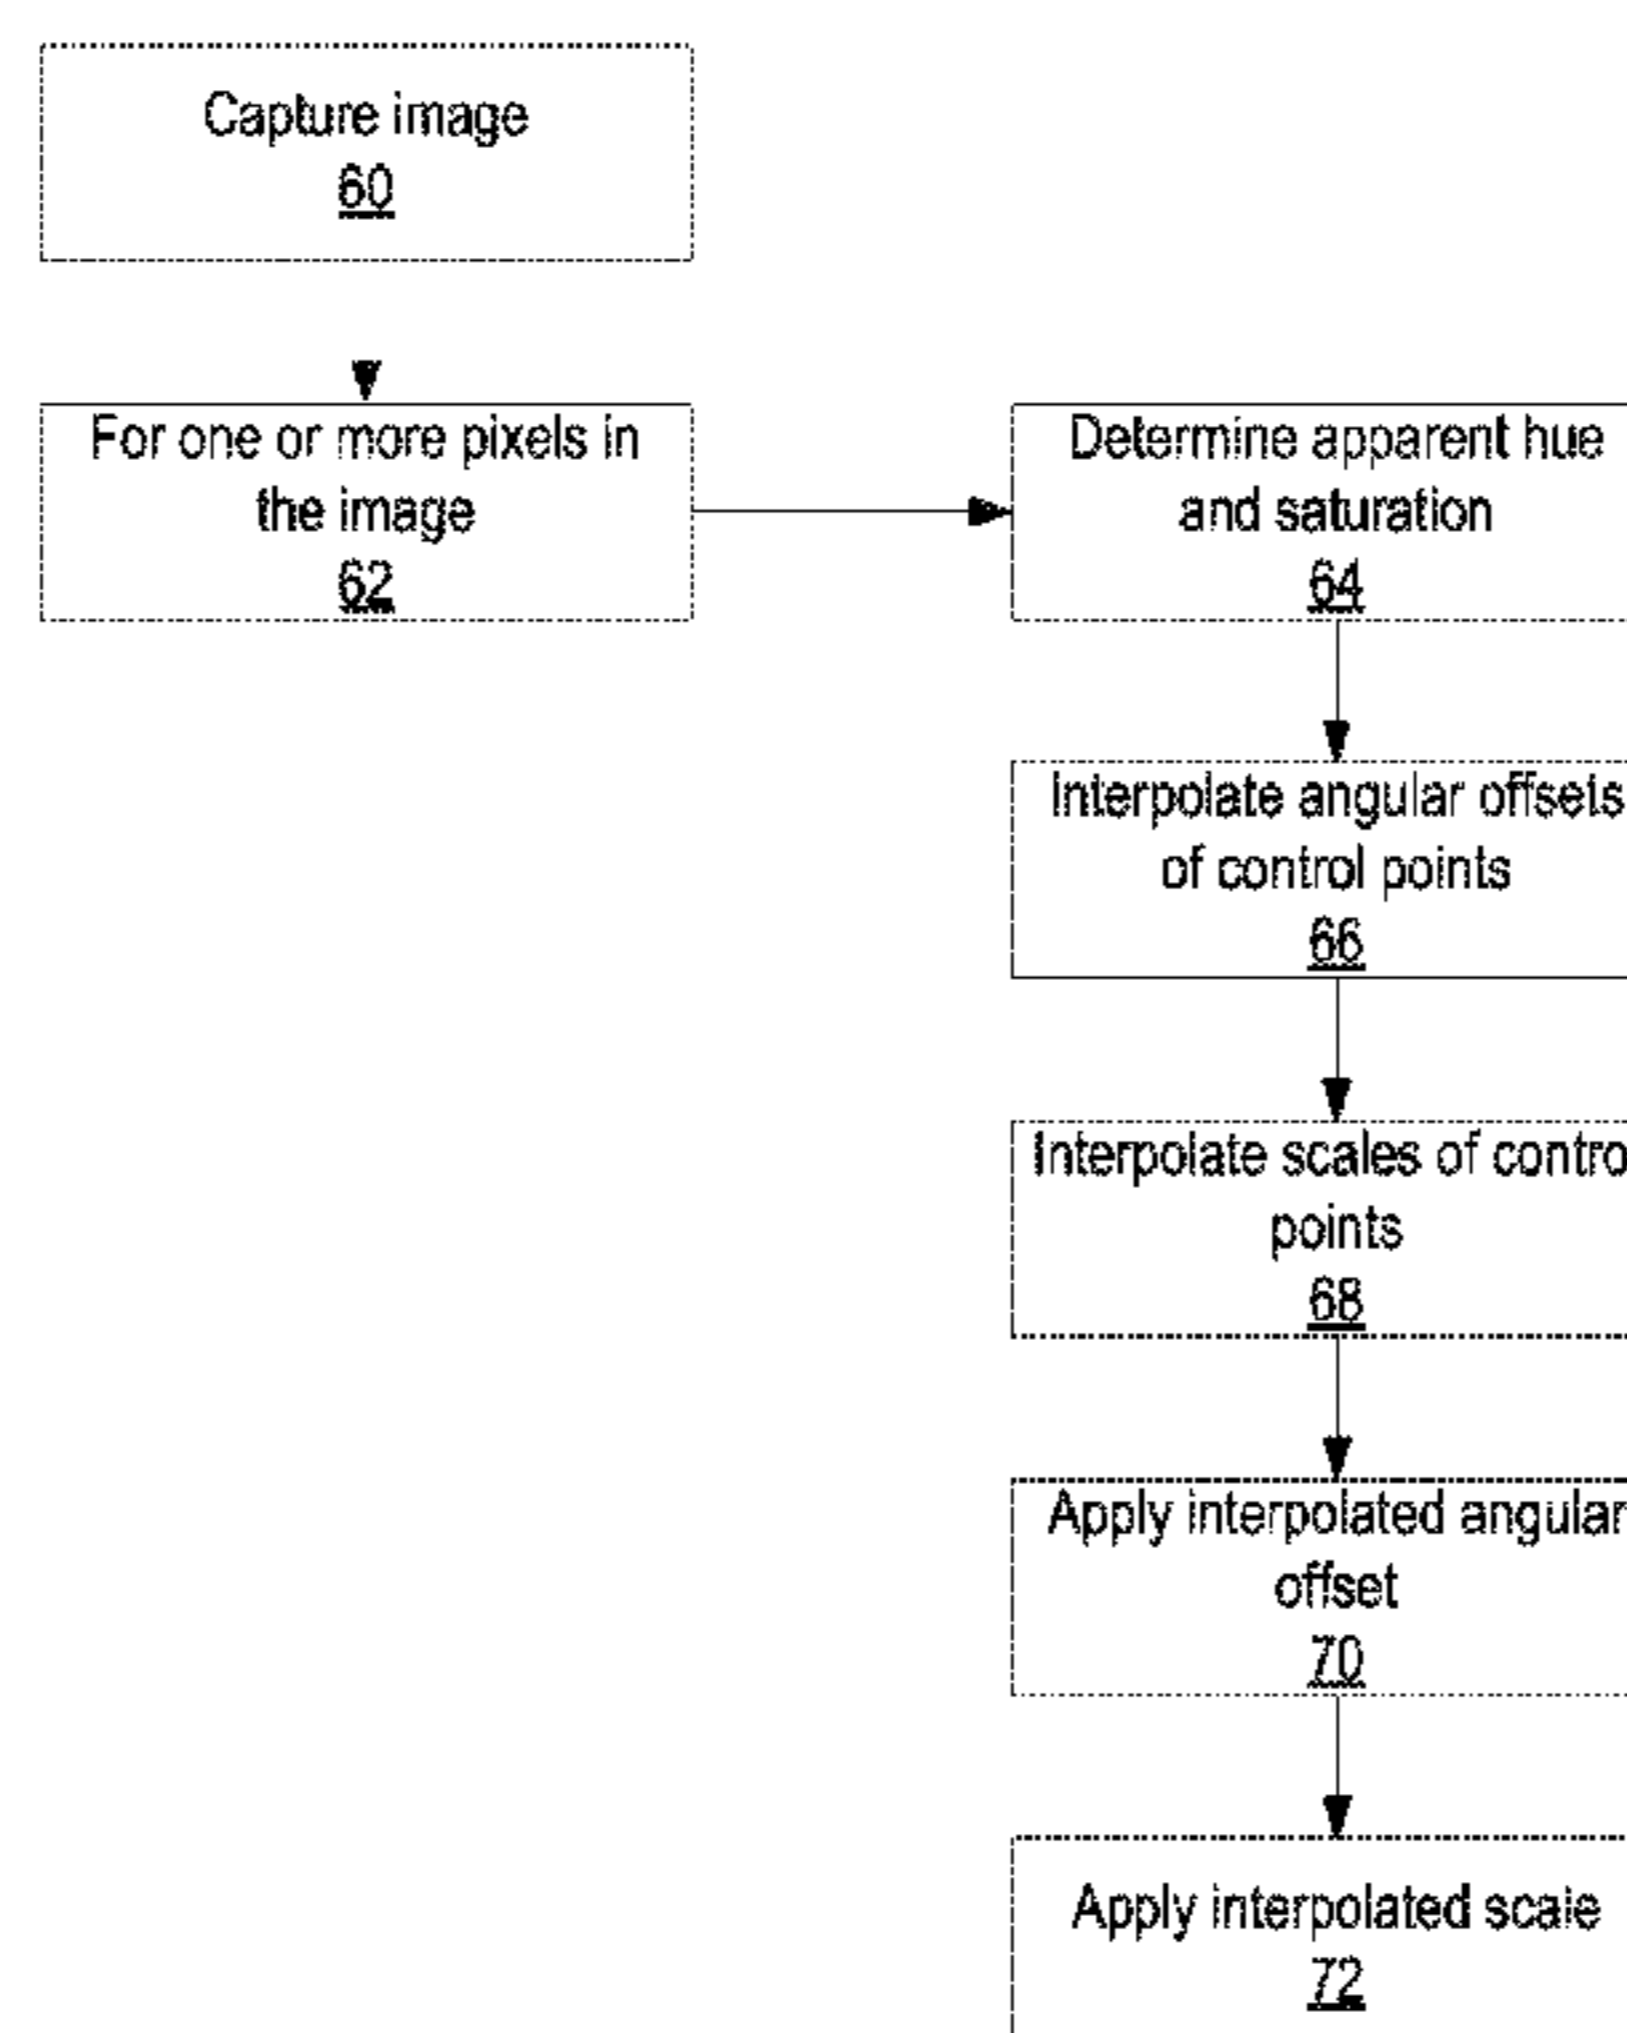 Capture image
60
For one or more pixels in
the image
62
Determine apparent hue
and saturation
64
Interpolate angular offsets
of control points
66
Interpolate scales of contro
points
68
Apply interpolated angular
offset
70
Apply interpolated scale
72